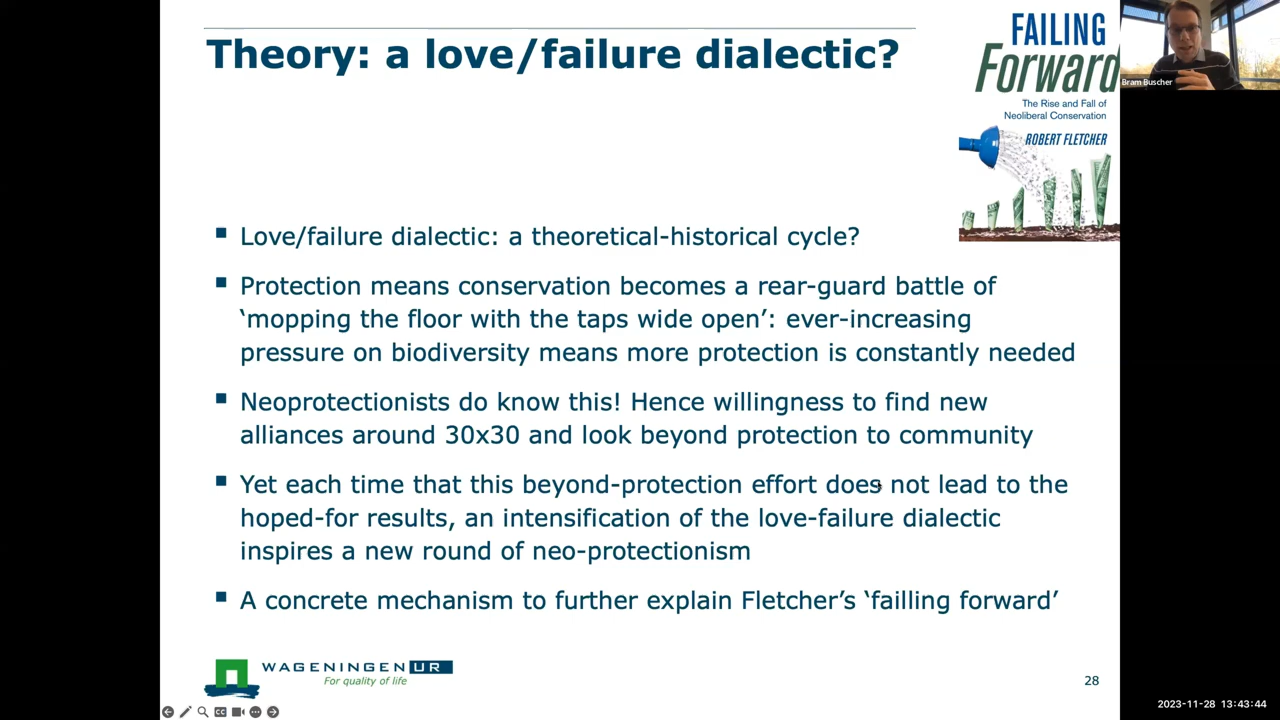 Theory: a love/failure dialectic?
FAILING
Forward
The Rise and Fall of
Neoliberal Conservation
ROBERT FLETCHER
Bram Buscher
▪ Love/failure dialectic: a theoretical-historical cycle?
▪ Protection means conservation becomes a rear-guard battle of
‘mopping the floor with the taps wide open’: ever-increasing
pressure on biodiversity means more protection is constantly needed
▪ Neoprotectionists do know this! Hence willingness to find new
alliances around 30x30 and look beyond protection to community
▪ Yet each time that this beyond-protection effort does not lead to the
hoped-for results, an intensification of the love-failure dialectic
inspires a new round of neo-protectionism
▪ A concrete mechanism to further explain Fletcher’s ‘failling forward’
WAGENINGEN UR
For quality of life
28
CC
2023-11-28 13:43:44